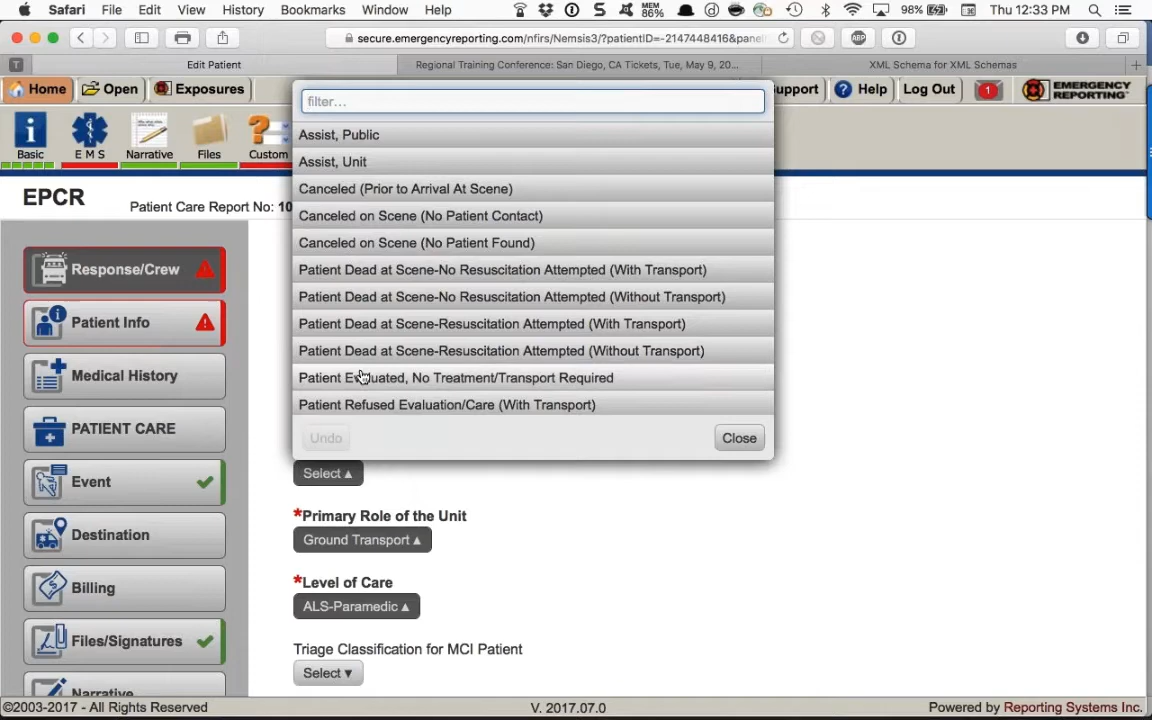 Safari File Edit View History Bookmarks Window Help MEM 86% 98% Thu 12:33 PM
secure.emergencyreporting.com/nfirs/Nemsis3/?patientID=-2147448416&panel ABP
T Edit Patient Regional Training Conference: San Diego, CA Tickets, Tue, May 9, 20... XML Schema for XML Schemas
Home Open Exposures upport Help Log Out 1 EMERGENCY REPORTING
Basic E M S Narrative Files Custom
EPCR Patient Care Report No: 10
filter...
Assist, Public
Assist, Unit
Canceled (Prior to Arrival At Scene)
Canceled on Scene (No Patient Contact)
Canceled on Scene (No Patient Found)
Patient Dead at Scene-No Resuscitation Attempted (With Transport)
Patient Dead at Scene-No Resuscitation Attempted (Without Transport)
Patient Dead at Scene-Resuscitation Attempted (With Transport)
Patient Dead at Scene-Resuscitation Attempted (Without Transport)
Patient Evaluated, No Treatment/Transport Required
Patient Refused Evaluation/Care (With Transport)
Undo Close
Response/Crew
Patient Info
Medical History
PATIENT CARE
Event
Destination
Billing
Files/Signatures
Narrative
Select ▲
*Primary Role of the Unit
Ground Transport ▲
*Level of Care
ALS-Paramedic ▲
Triage Classification for MCI Patient
Select ▼
©2003-2017 - All Rights Reserved V. 2017.07.0 Powered by Reporting Systems Inc.